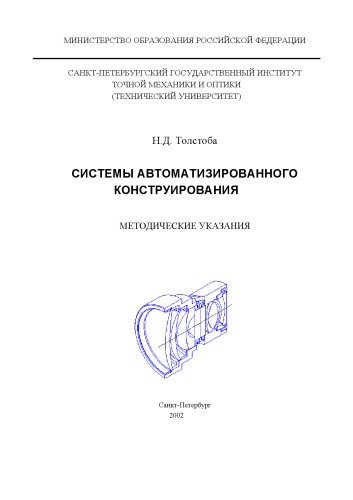 МИНИСТЕРСТВО ОБРАЗОВАНИЯ РОССИЙСКОЙ ФЕДЕРАЦИИ
САНКТ-ПЕТЕРБУРГСКИЙ ГОСУДАРСТВЕННЫЙ ИНСТИТУТ
ТОЧНОЙ МЕХАНИКИ И ОПТИКИ
(ТЕХНИЧЕСКИЙ УНИВЕРСИТЕТ)
Н.Д. Толстоба
СИСТЕМЫ АВТОМАТИЗИРОВАННОГО
КОНСТРУИРОВАНИЯ
МЕТОДИЧЕСКИЕ УКАЗАНИЯ
Санкт-Петербург
2002